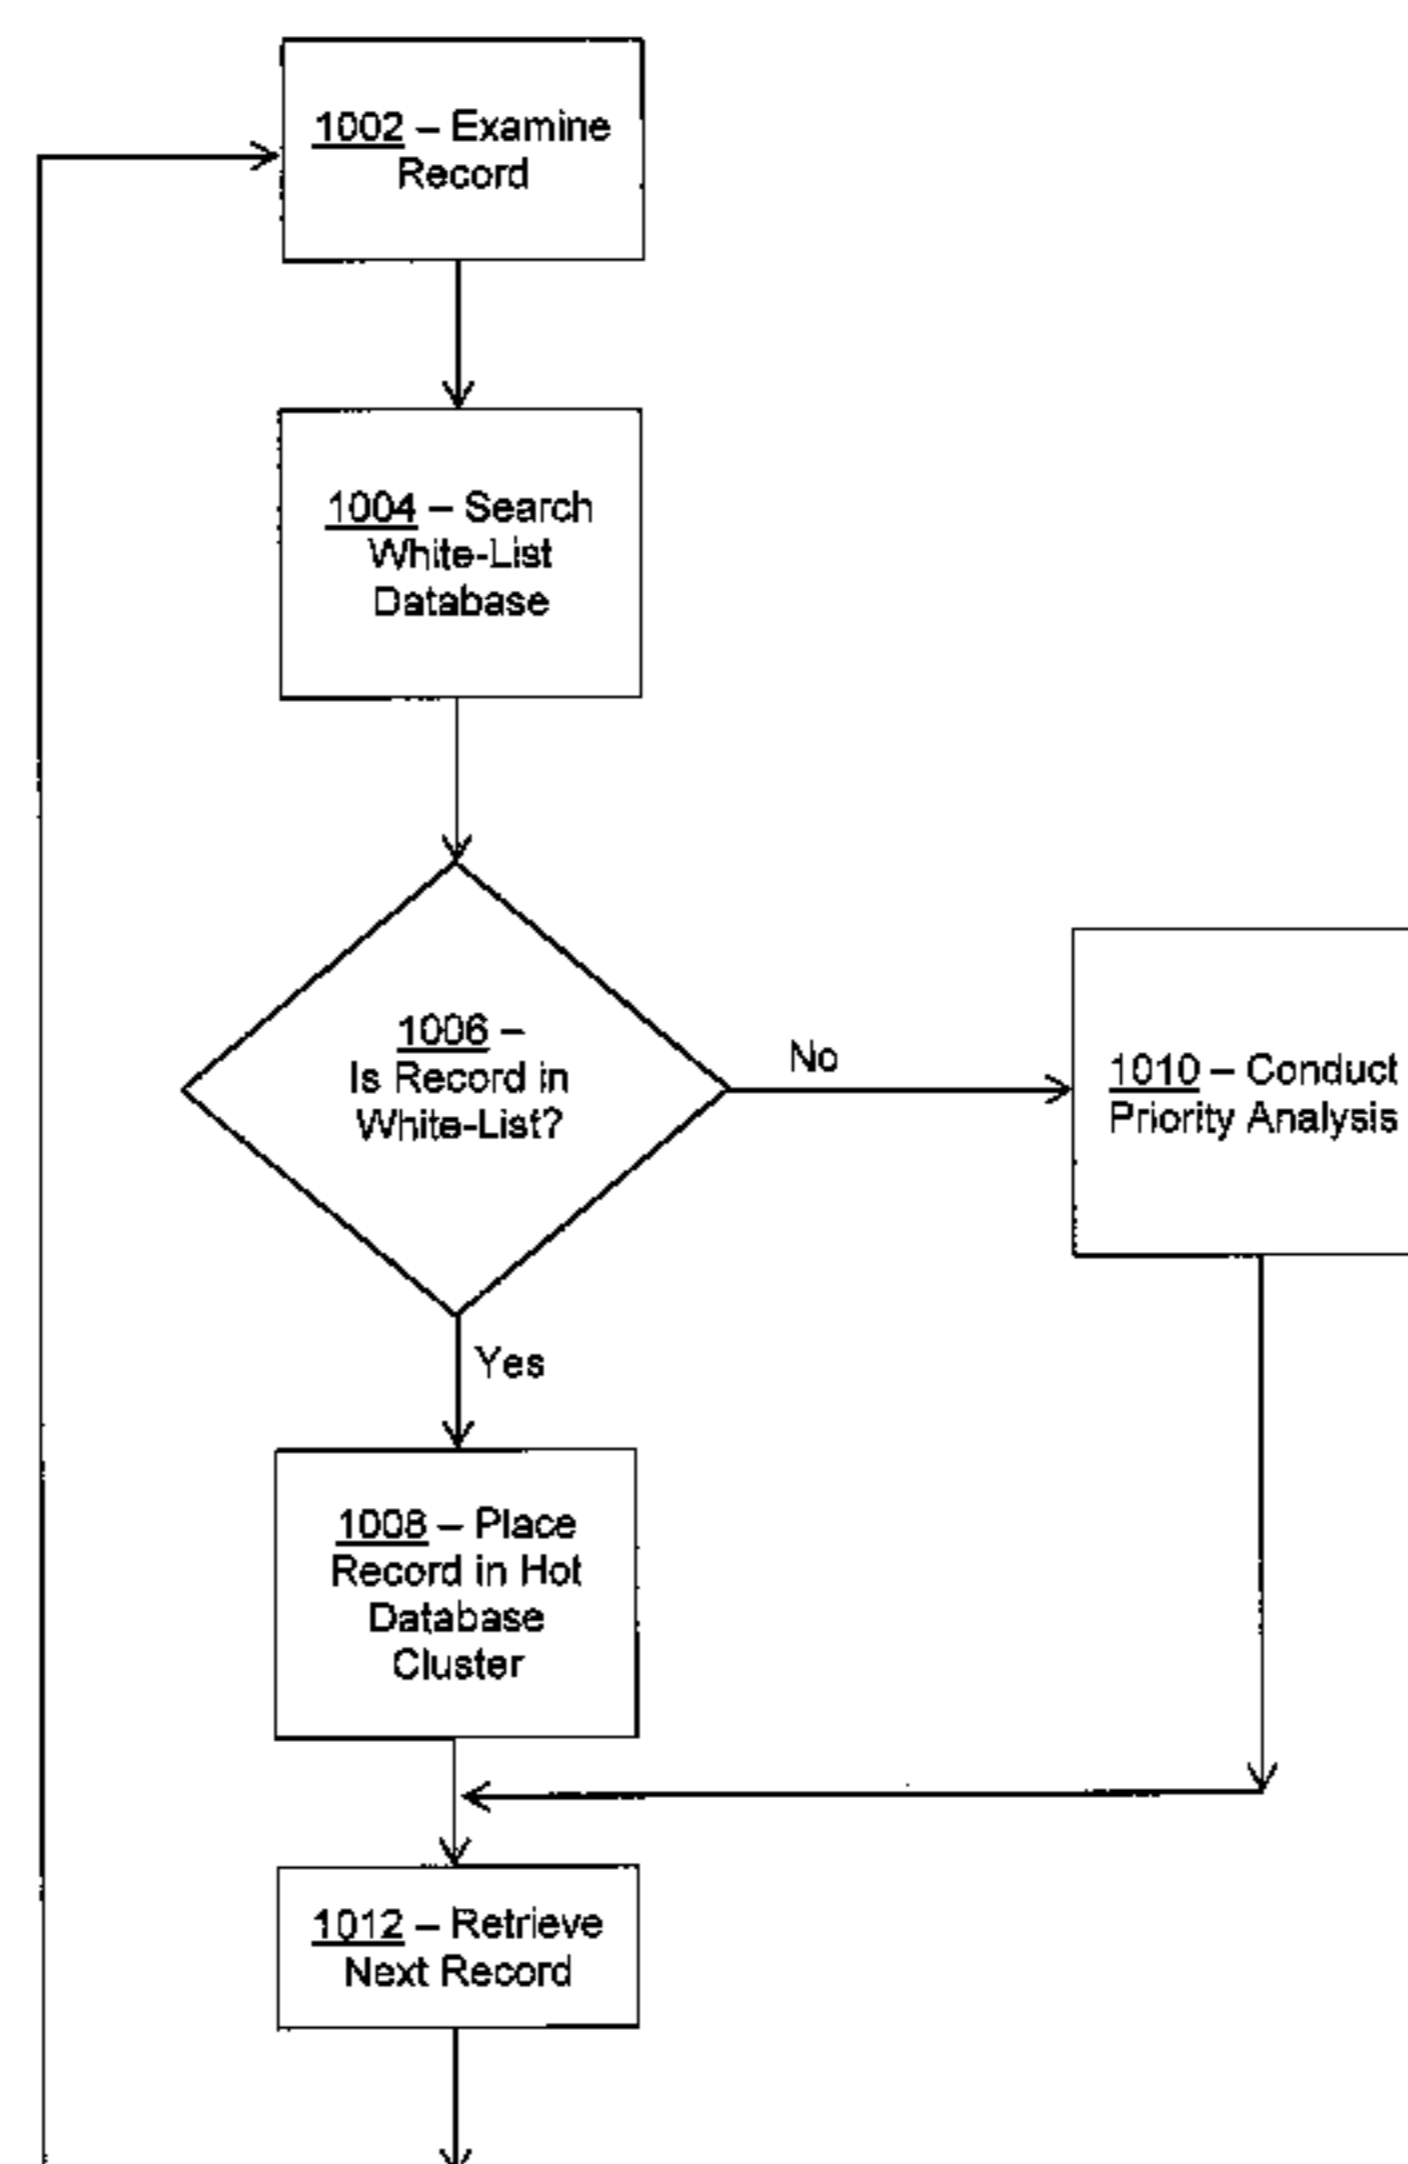 1002 – Examine
Record
1004 – Search
White-List
Database
1006 –
Is Record in
White-List?
No
1010 – Conduct
Priority Analysis
Yes
1008 – Place
Record in Hot
Database
Cluster
1012 – Retrieve
Next Record